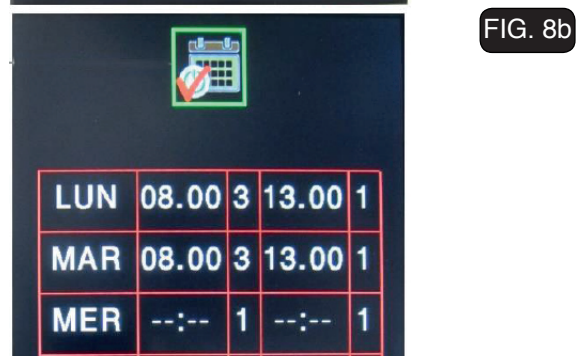 FIG. 8b
LUN 08.00 3 13.00 1
MAR 08.00 3 13.00 1
MER --:-- 1 --:-- 1